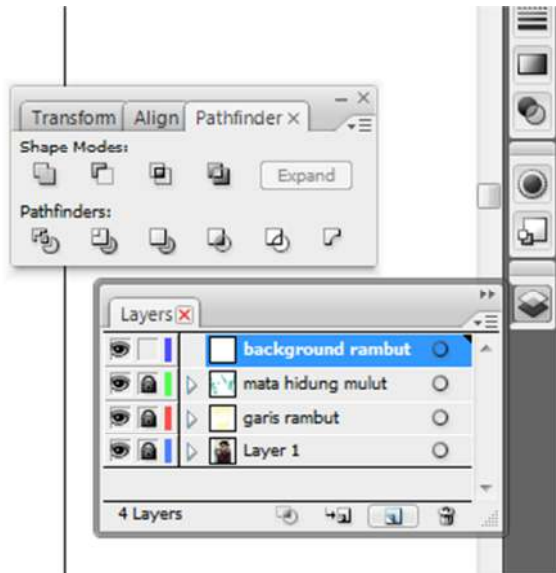 Transform Align Pathfinder
Shape Modes:
Expand
Pathfinders:
Layers
background rambut
mata hidung mulut
garis rambut
Layer 1
4 Layers